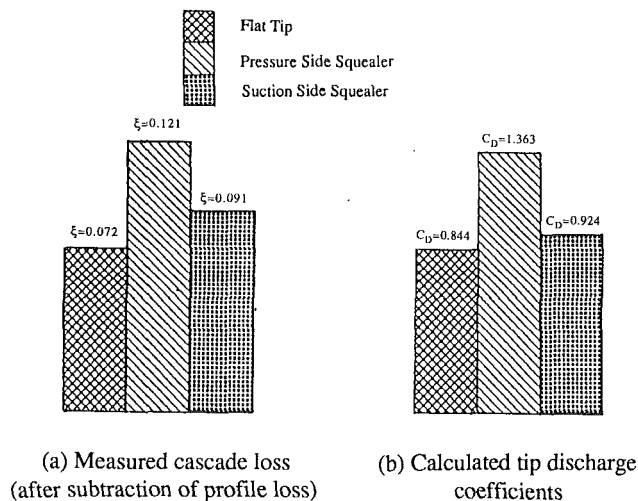 Flat Tip
Pressure Side Squealer
Suction Side Squealer
ξ=0.121
ξ=0.091
ξ=0.072
C_D=1.363
C_D=0.924
C_D=0.844
(a) Measured cascade loss
(after subtraction of profile loss)
(b) Calculated tip discharge
coefficients